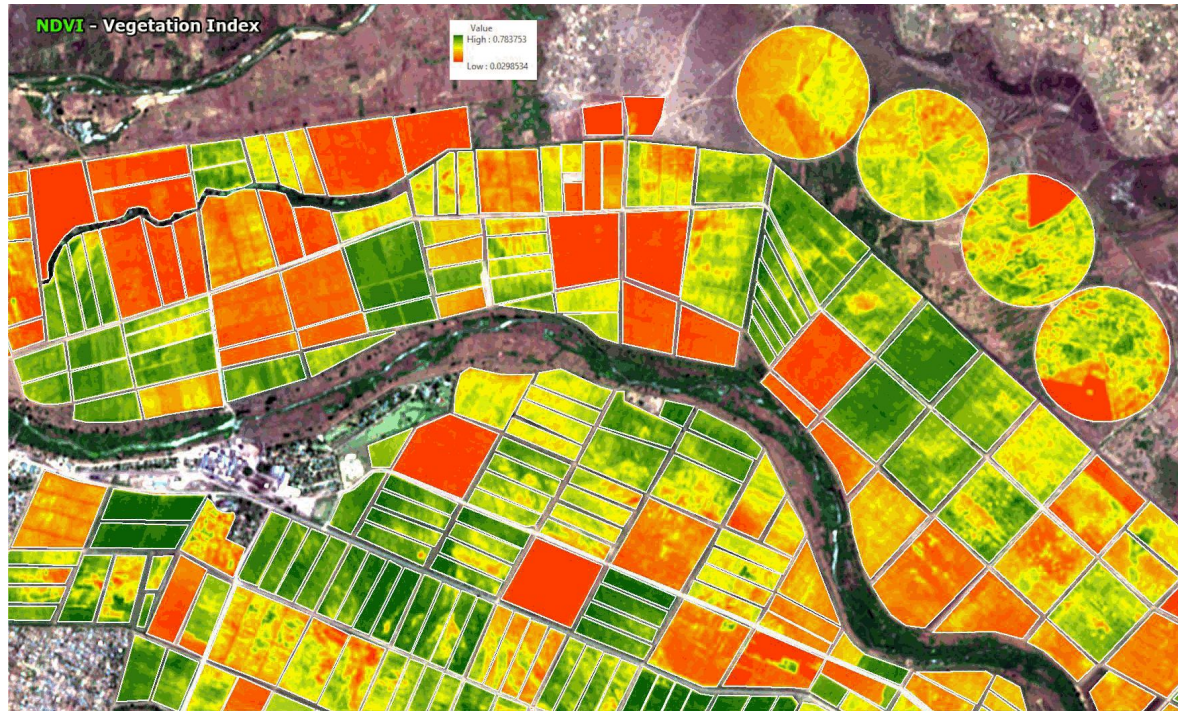 NDVI - Vegetation Index
Value
High : 0.783753
Low : 0.0298534